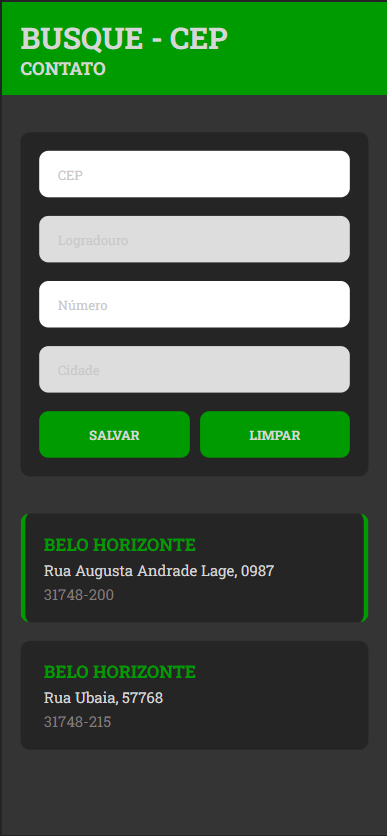 BUSQUE - CEP
CONTATO
CEP
Logradouro
Número
Cidade
SALVAR LIMPAR
BELO HORIZONTE
Rua Augusta Andrade Lage, 0987
31748-200
BELO HORIZONTE
Rua Ubaia, 57768
31748-215